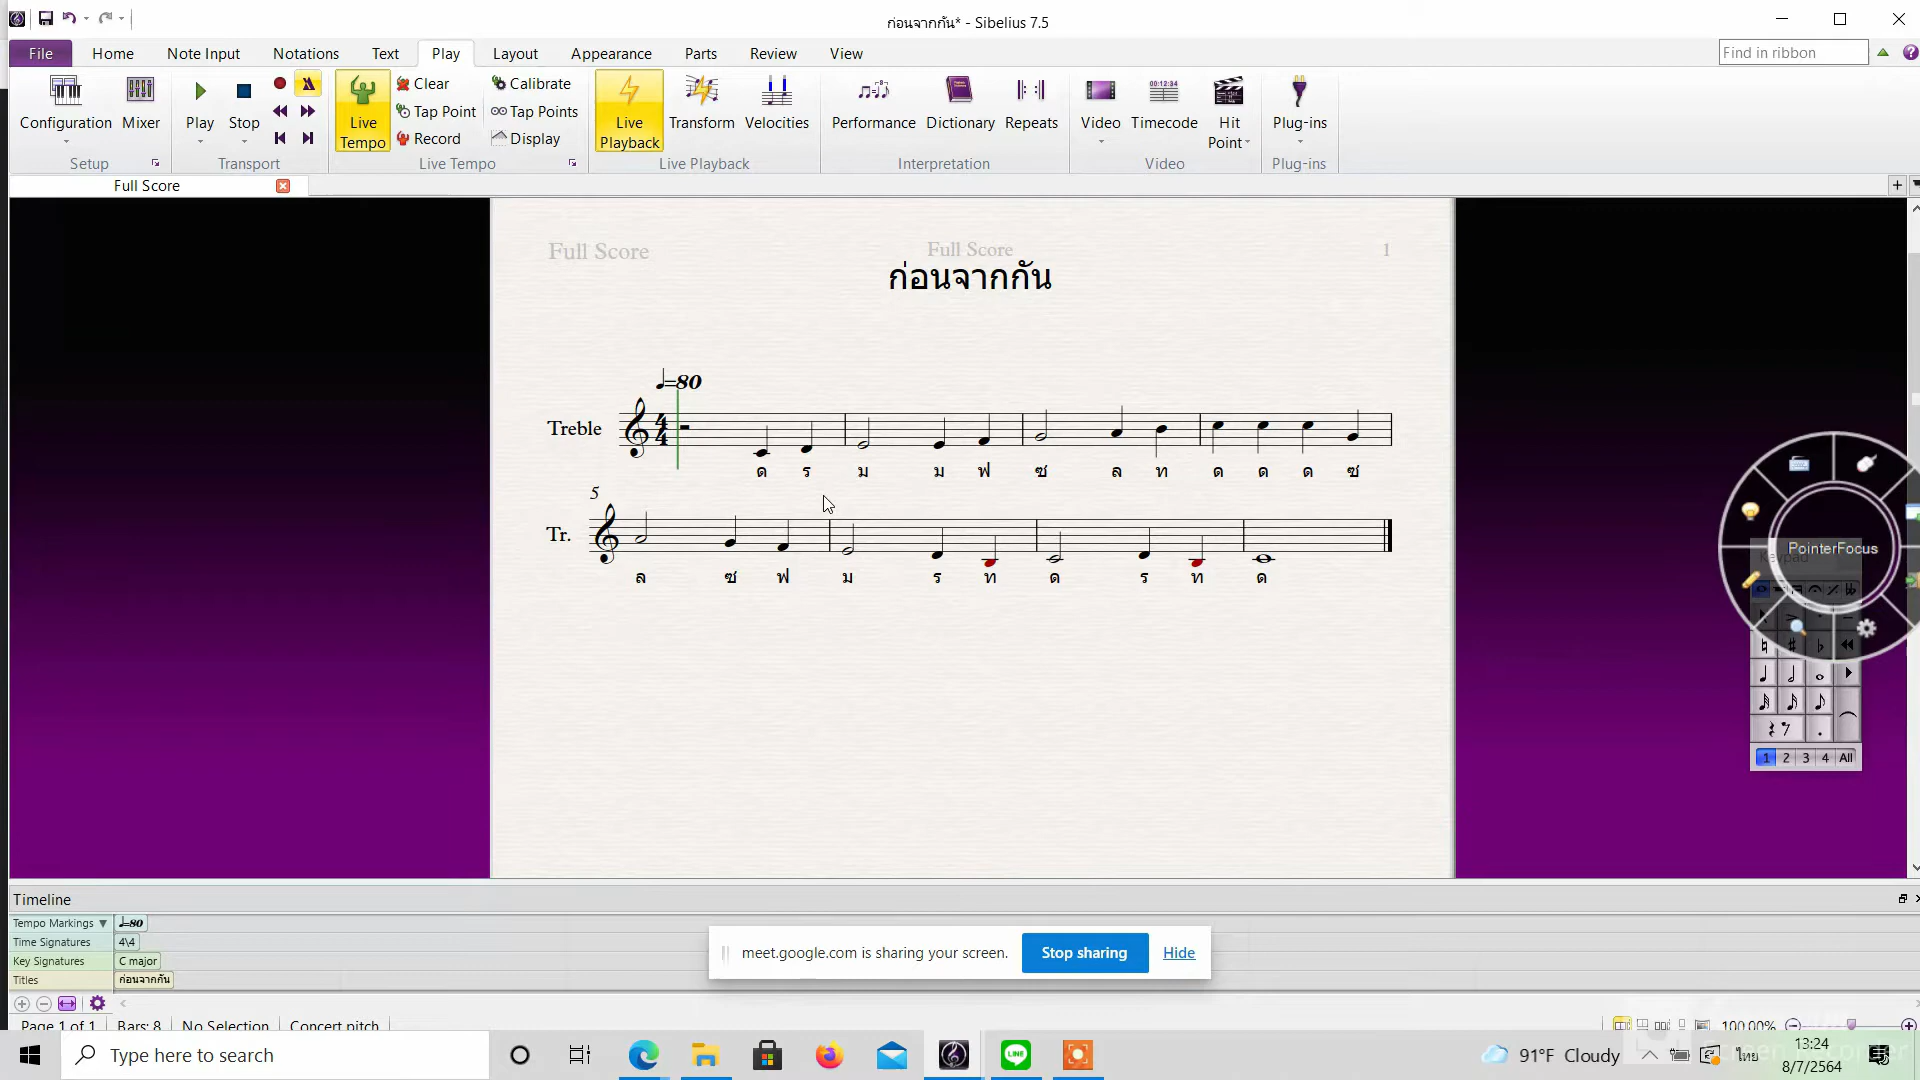 ก่อนจากกัน* - Sibelius 7.5
File Home Note Input Notations Text Play Layout Appearance Parts Review View Find in ribbon
Clear Calibrate
Tap Point Tap Points
Record Display
Configuration Mixer Play Stop Live Tempo Live Playback Transform Velocities Performance Dictionary Repeats Video Timecode Hit Point Plug-ins
Setup Transport Live Tempo Live Playback Interpretation Video Plug-ins
Full Score
Full Score Full Score 1
ก่อนจากกัน
=80
Treble
ด ร ม ม ฟ ซ ล ท ด ด ด ซ
5
Tr.
ล ซ ฟ ม ร ท ด ร ท ด
PointerFocus
Keypad
1 2 3 4 All
Timeline
Tempo Markings =80
Time Signatures 4\4
Key Signatures C major
Titles ก่อนจากกัน
meet.google.com is sharing your screen. Stop sharing Hide
Page 1 of 1 Bars: 8 No Selection Concert pitch 100.00%
Type here to search 91°F Cloudy ไทย 13:24
8/7/2564